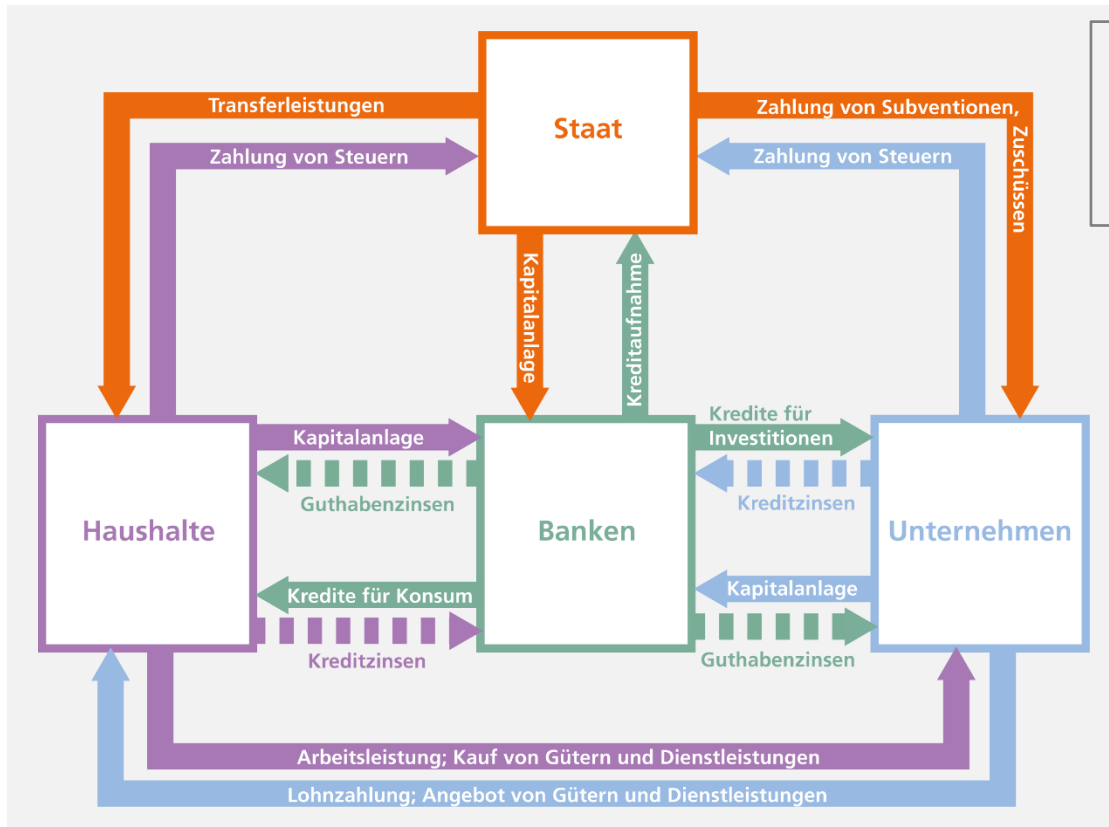 Transferleistungen
Zahlung von Subventionen,
Zuschüssen
Staat
Zahlung von Steuern
Zahlung von Steuern
Kapitalanlage
Kreditaufnahme
Kapitalanlage
Kredite für
Investitionen
Guthabenzinsen
Kreditzinsen
Haushalte
Banken
Unternehmen
Kredite für Konsum
Kapitalanlage
Kreditzinsen
Guthabenzinsen
Arbeitsleistung; Kauf von Gütern und Dienstleistungen
Lohnzahlung; Angebot von Gütern und Dienstleistungen